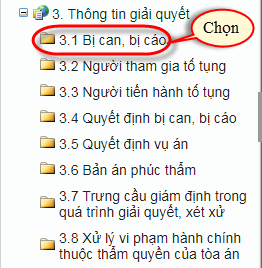 3. Thông tin giải quyết
Chọn
3.1 Bị can, bị cáo
3.2 Người tham gia tố tụng
3.3 Người tiến hành tố tụng
3.4 Quyết định bị can, bị cáo
3.5 Quyết định vụ án
3.6 Bản án phúc thẩm
3.7 Trưng cầu giám định trong
quá trình giải quyết, xét xử
3.8 Xử lý vi phạm hành chính
thuộc thẩm quyền của tòa án